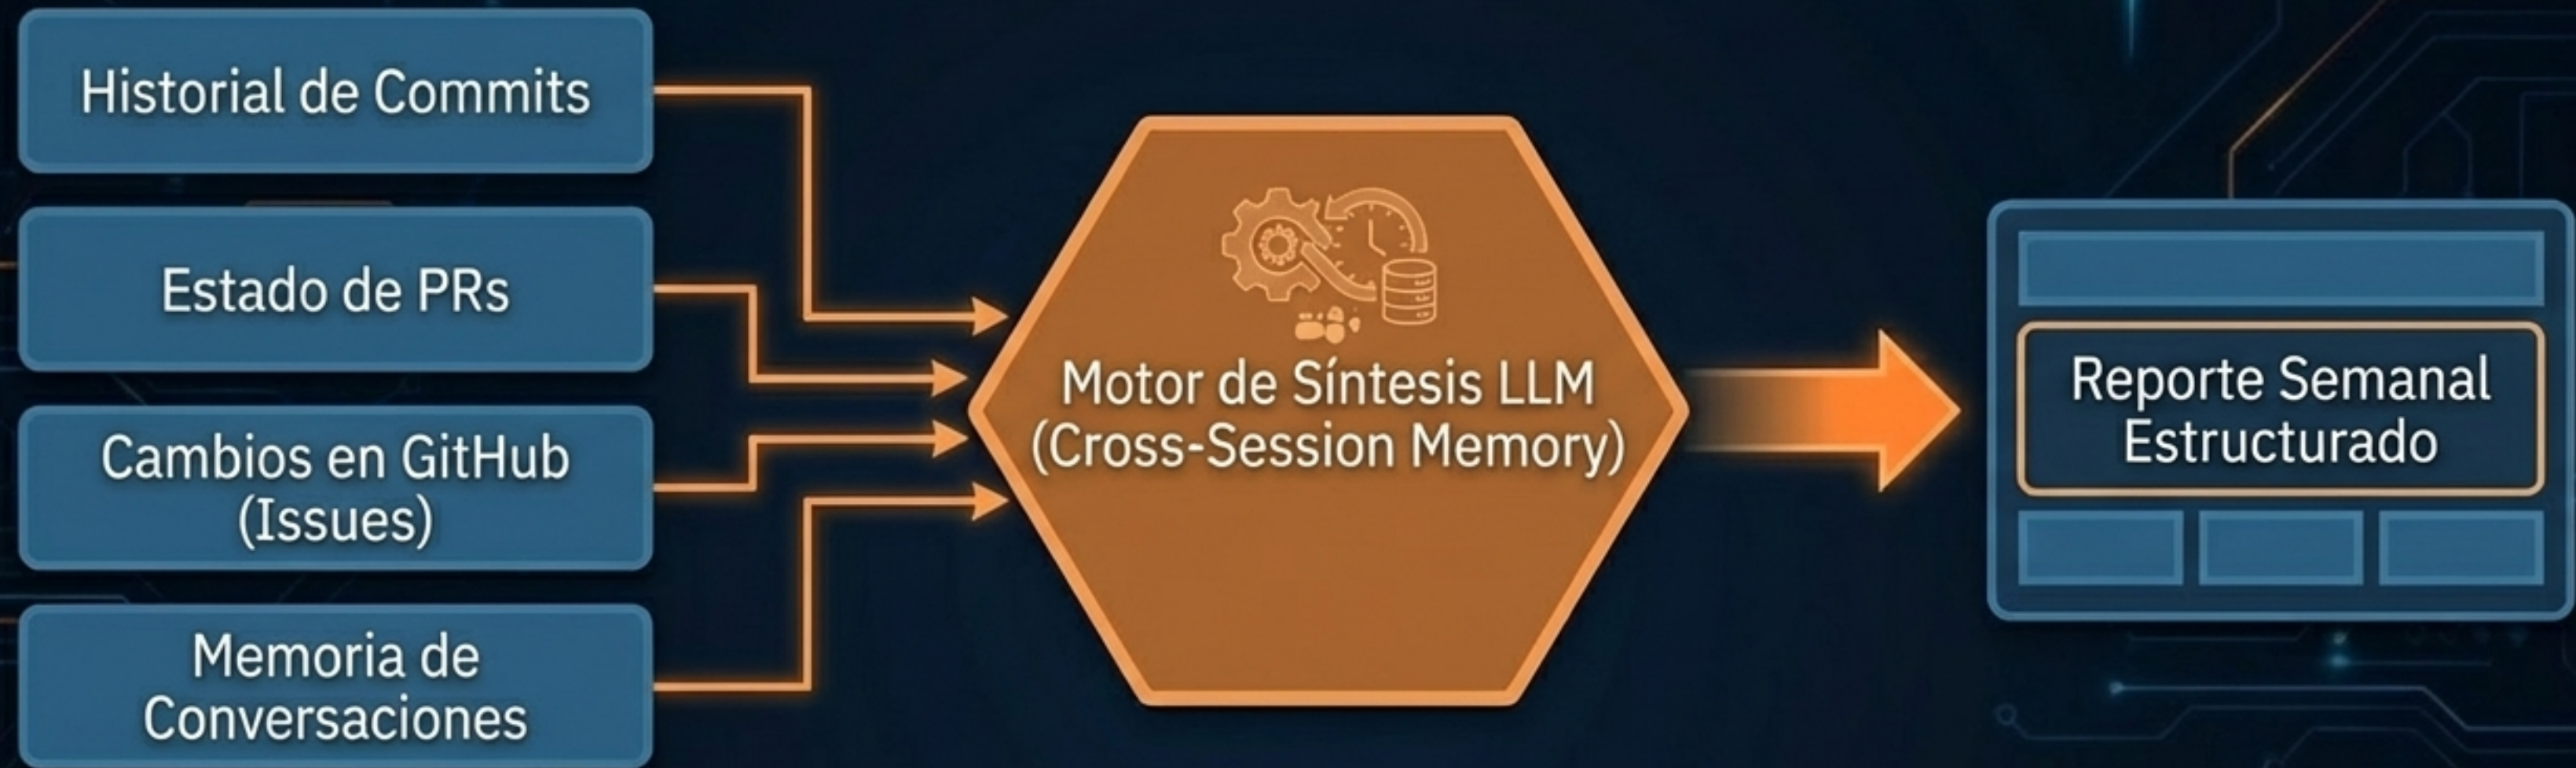 Historial de Commits
Estado de PRs
Cambios en GitHub
(Issues)
Memoria de
Conversaciones
Motor de Síntesis LLM
(Cross-Session Memory)
Reporte Semanal
Estructurado